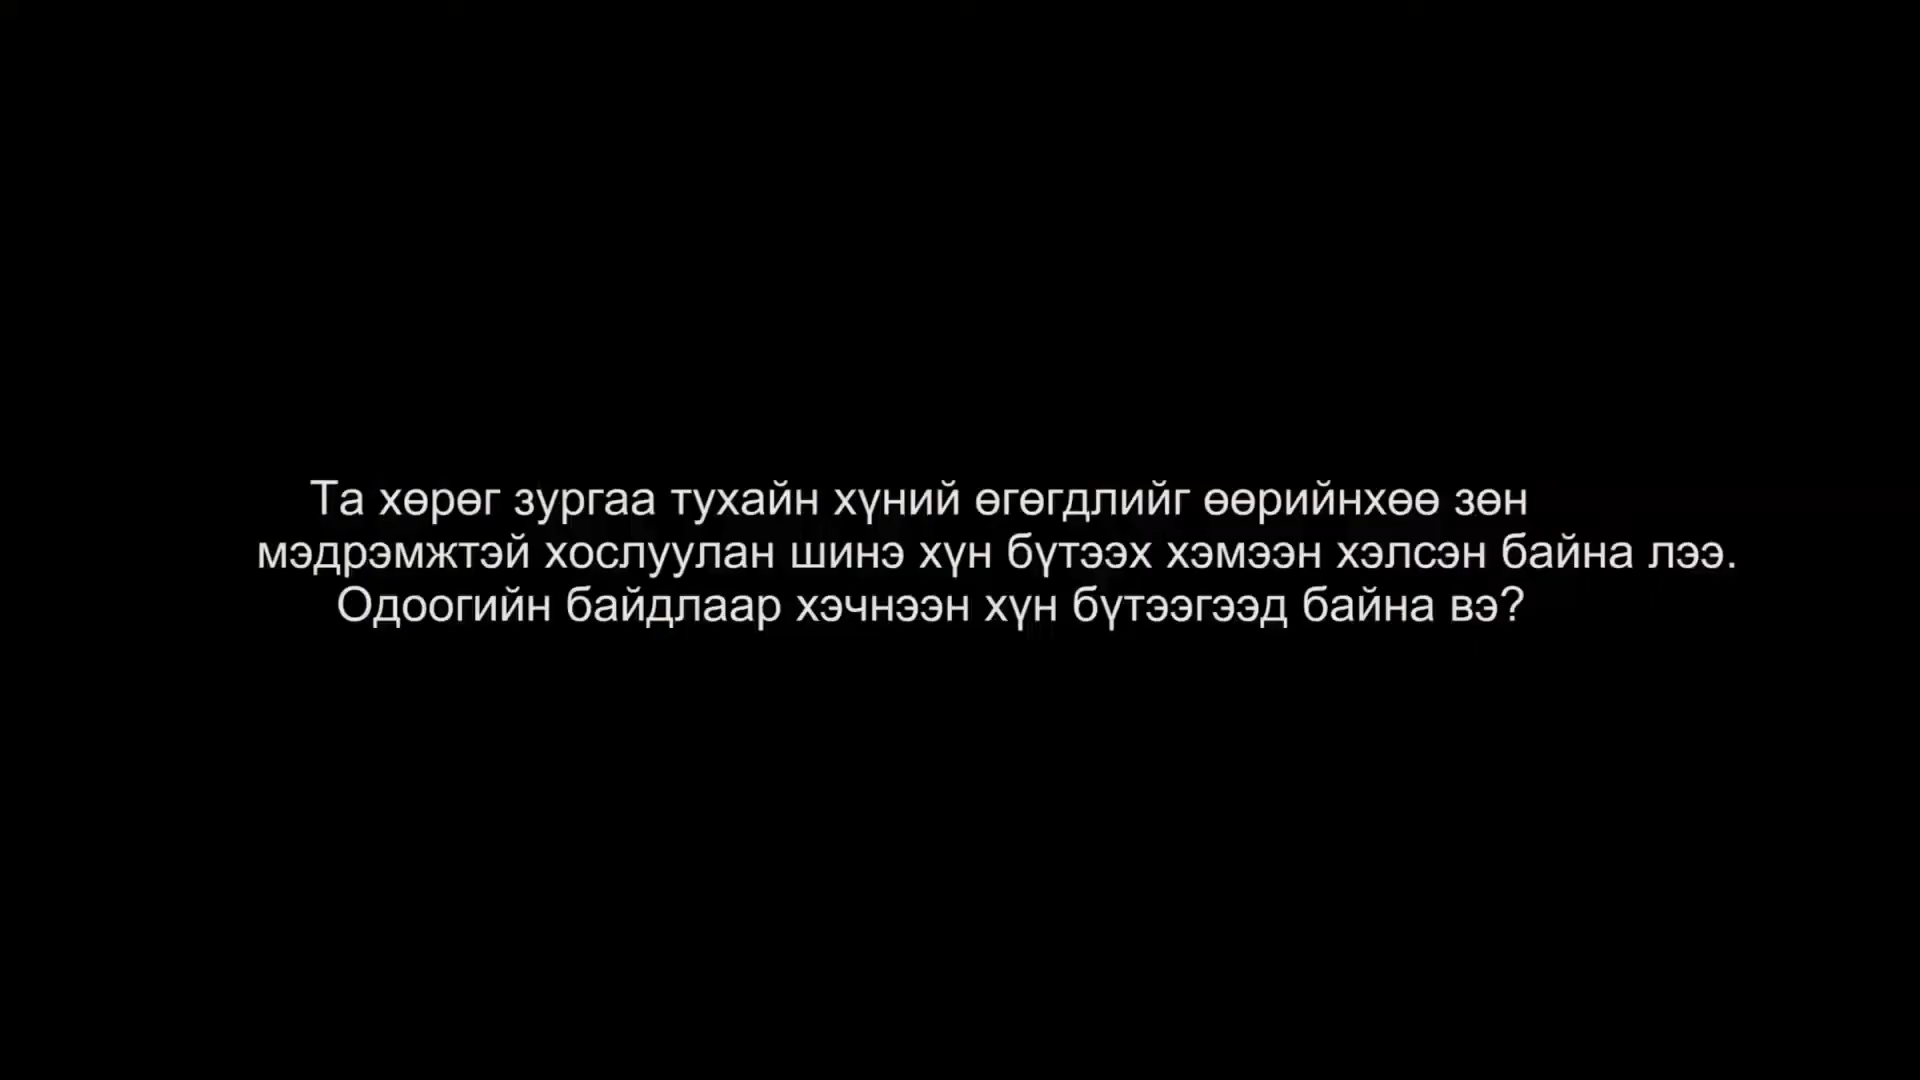 Та хөрөг зургаа тухайн хүний өгөгдлийг өөрийнхөө зөн
мэдрэмжтэй хослуулан шинэ хүн бүтээх хэмээн хэлсэн байна лээ.
Одоогийн байдлаар хэчнээн хүн бүтээгээд байна вэ?